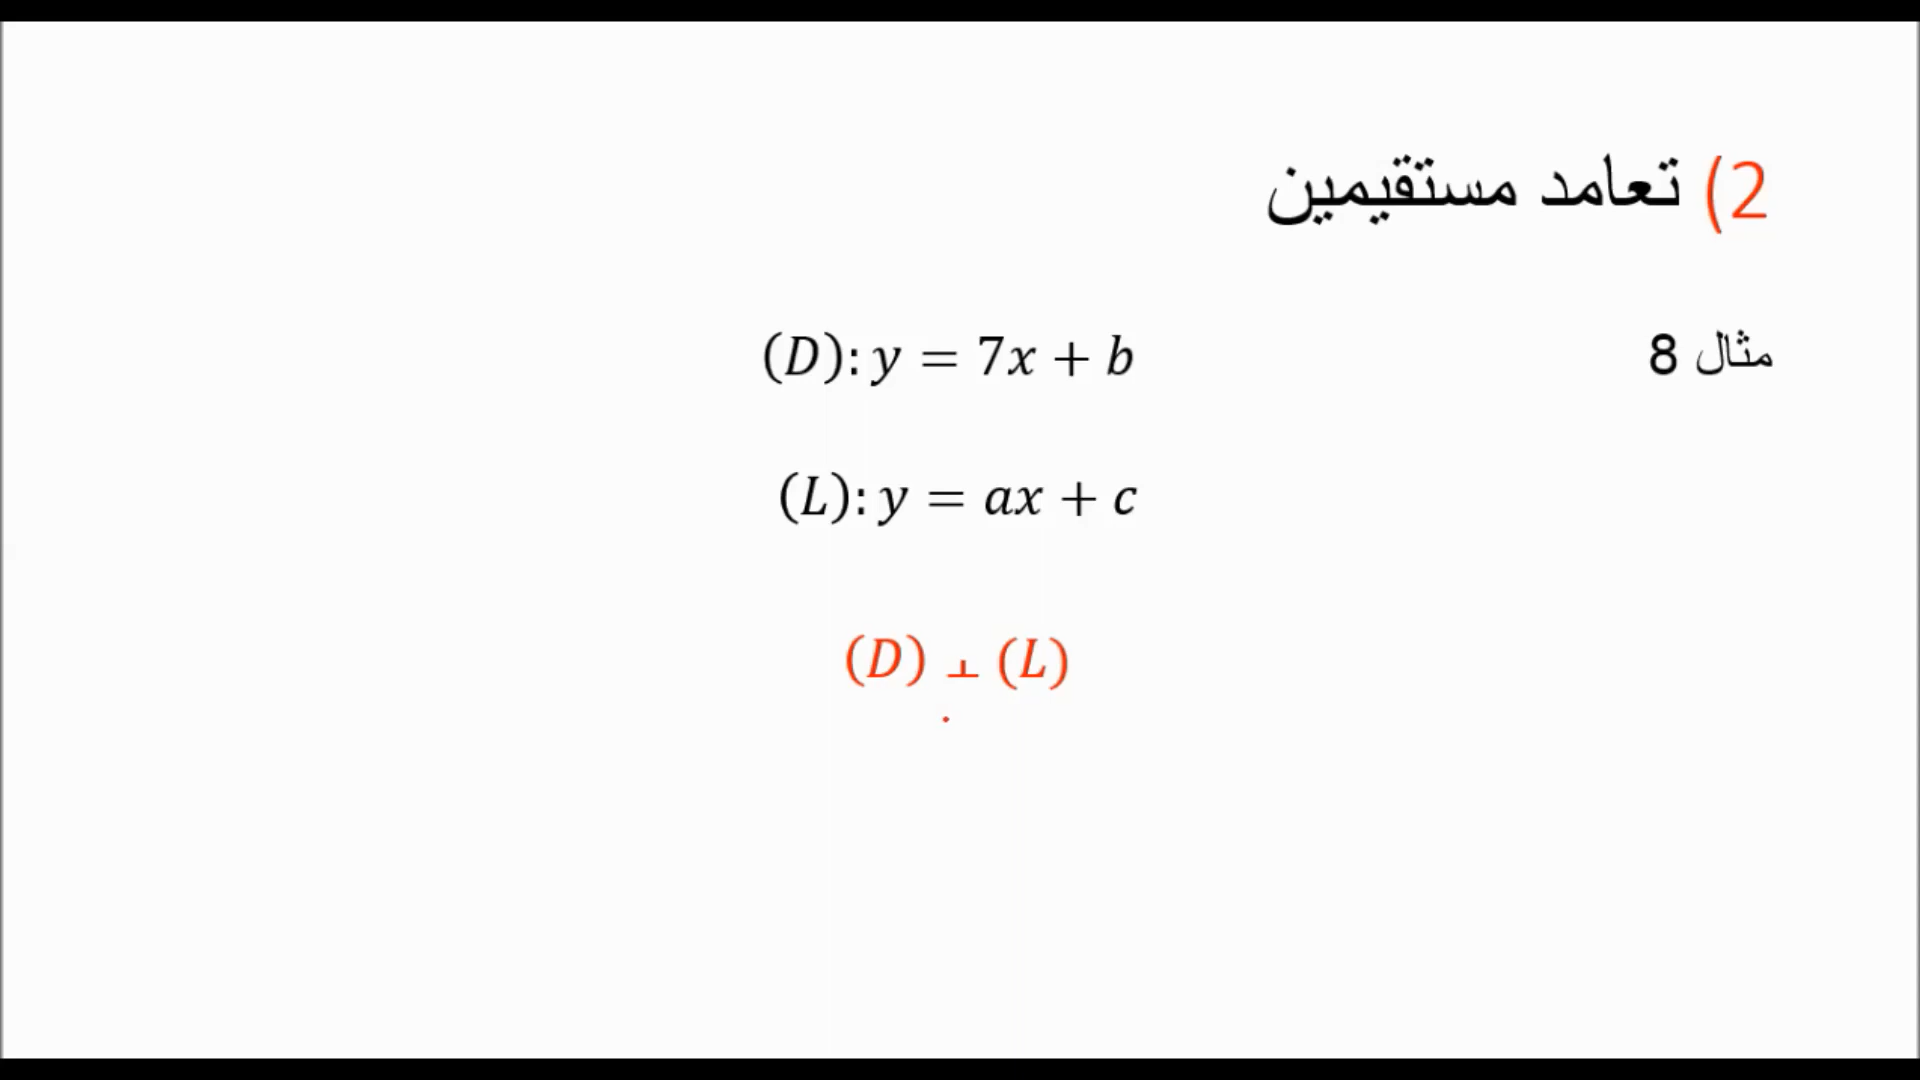 2) تعامد مستقيمين
مثال 8
(D): y = 7x + b
(L): y = ax + c
(D) ⊥ (L)